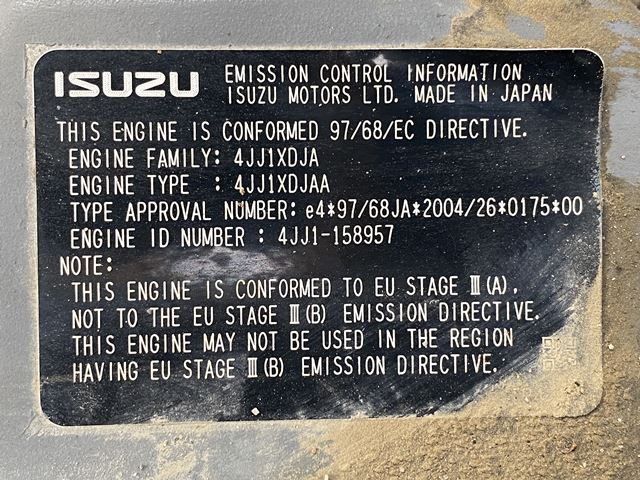 ISUZU EMISSION CONTROL INFORMATION
ISUZU MOTORS LTD. MADE IN JAPAN
THIS ENGINE IS CONFORMED 97/68/EC DIRECTIVE.
ENGINE FAMILY: 4JJ1XDJA
ENGINE TYPE : 4JJ1XDJAA
TYPE APPROVAL NUMBER: e4*97/68JA*2004/26*0175*00
ENGINE ID NUMBER : 4JJ1-158957
NOTE:
THIS ENGINE IS CONFORMED TO EU STAGE Ⅲ(A),
NOT TO THE EU STAGE Ⅲ(B) EMISSION DIRECTIVE.
THIS ENGINE MAY NOT BE USED IN THE REGION
HAVING EU STAGE Ⅲ(B) EMISSION DIRECTIVE.